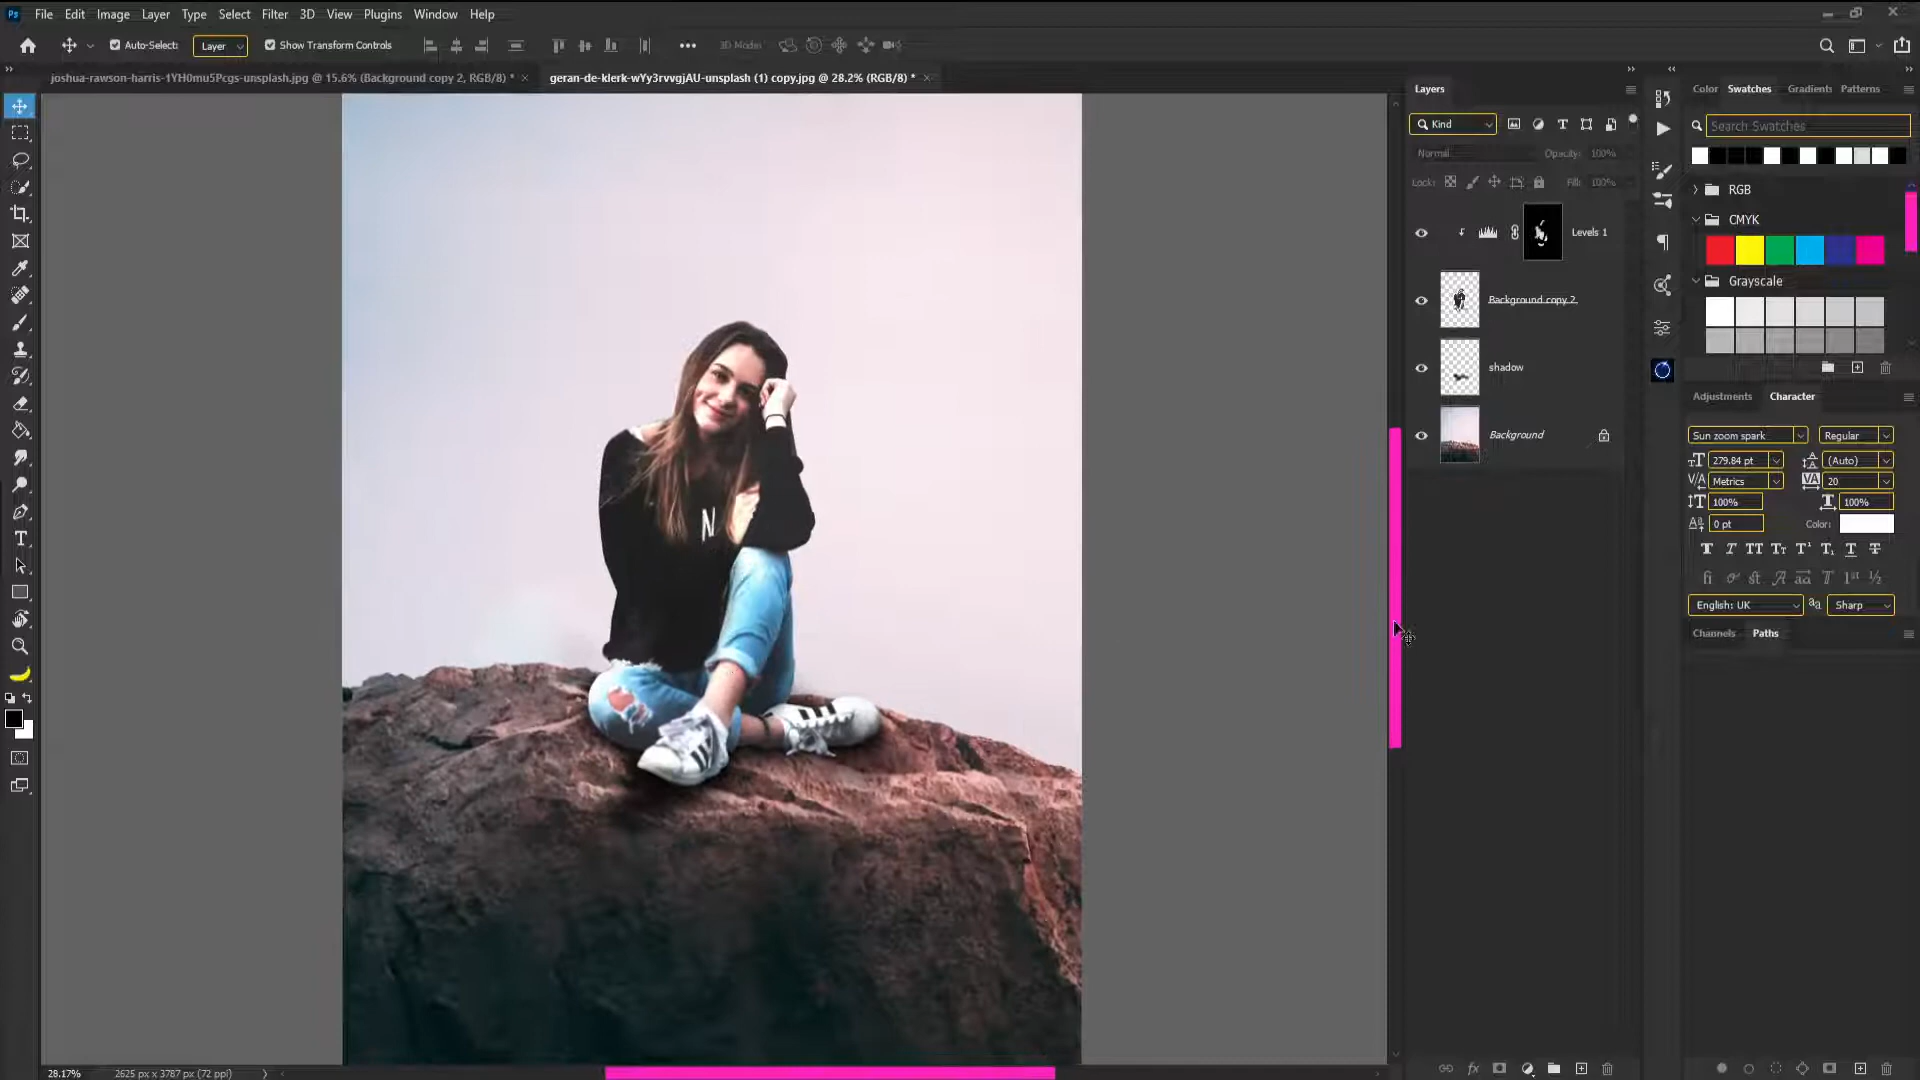 Ps File Edit Image Layer Type Select Filter 3D View Plugins Window Help
Auto-Select: Layer Show Transform Controls 3D Mode:
joshua-rawson-harris-1YH0mu5Pcgs-unsplash.jpg @ 15.6% (Background copy 2, RGB/8) *
geran-de-klerk-wYy3rvvgjAU-unsplash (1) copy.jpg @ 28.2% (RGB/8) *
Layers
Kind
Normal Opacity: 100%
Lock: Fill: 100%
Levels 1
Background copy 2
shadow
Background
Color Swatches Gradients Patterns
Search Swatches
RGB
CMYK
Grayscale
Adjustments Character
Sun zoom spark Regular
279.84 pt (Auto)
Metrics 20
100% 100%
0 pt Color:
English: UK Sharp
Channels Paths
N
28.17% 2625 px x 3787 px (72 ppi)